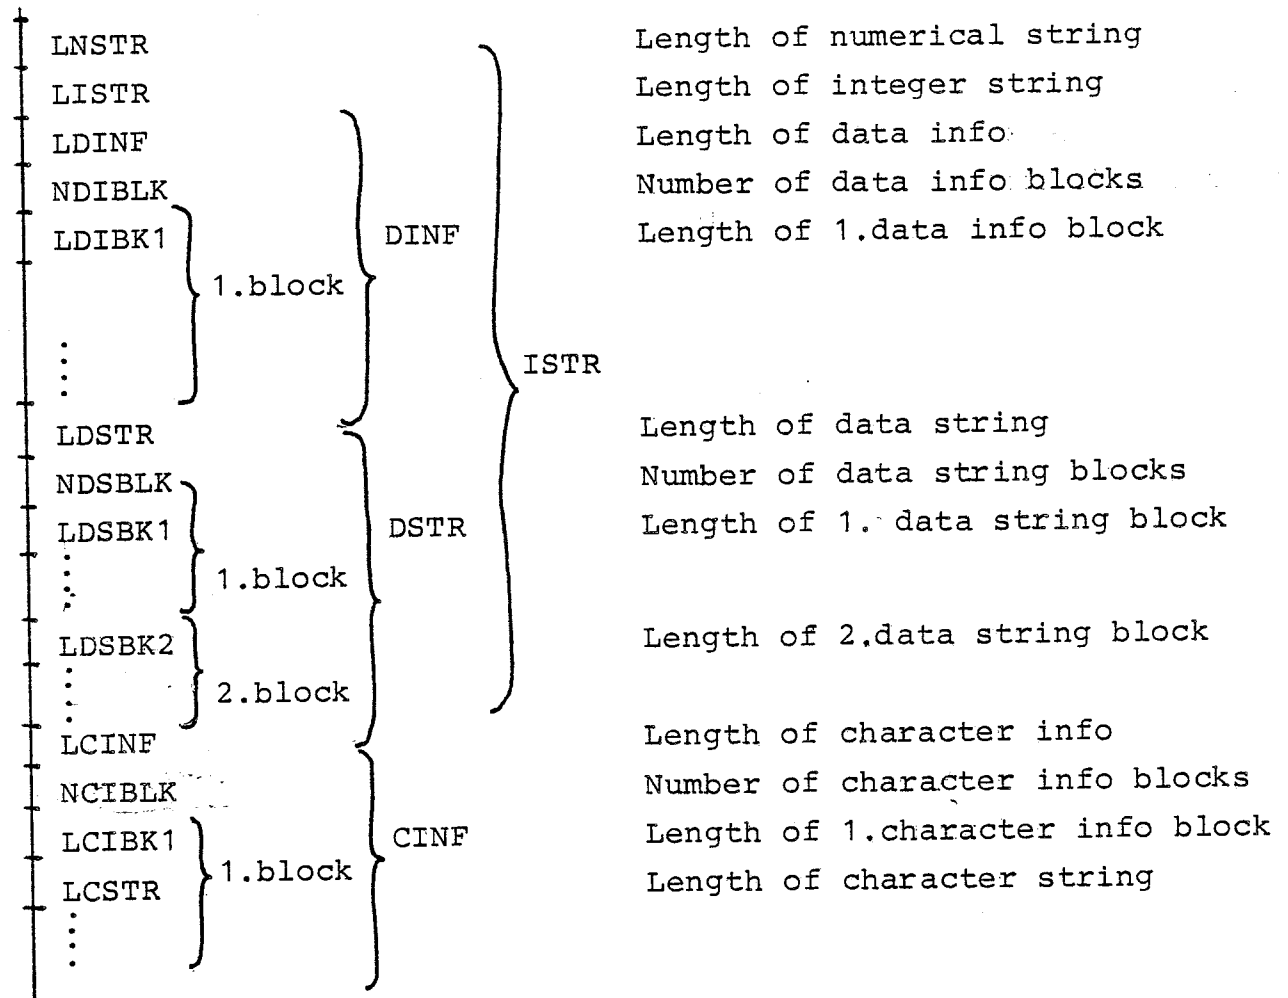 LNSTR Length of numerical string
LISTR Length of integer string
LDINF Length of data info
NDIBLK Number of data info blocks
LDIBK1 DINF Length of 1.data info block
1.block
ISTR
LDSTR Length of data string
NDSBLK Number of data string blocks
LDSBK1 DSTR Length of 1. data string block
1.block
LDSBK2 Length of 2.data string block
2.block
LCINF Length of character info
NCIBLK Number of character info blocks
LCIBK1 CINF Length of 1.character info block
1.block
LCSTR Length of character string